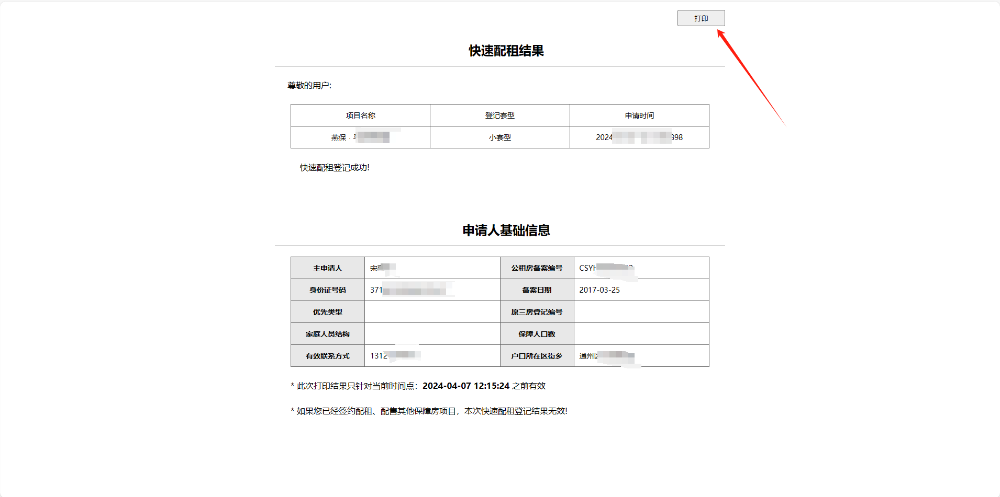 打印
快速配租结果
尊敬的用户:
项目名称 登记套型 申请时间
燕保 · 小套型 2024 398
快速配租登记成功!
申请人基础信息
主申请人 宋 公租房备案编号 CSYH
身份证号码 371 备案日期 2017-03-25
优先类型 原三房登记编号
家庭人员结构 保障人口数
有效联系方式 1312 户口所在区街乡 通州区
* 此次打印结果只针对当前时间点：2024-04-07 12:15:24 之前有效
* 如果您已经签约配租、配售其他保障房项目，本次快速配租登记结果无效!